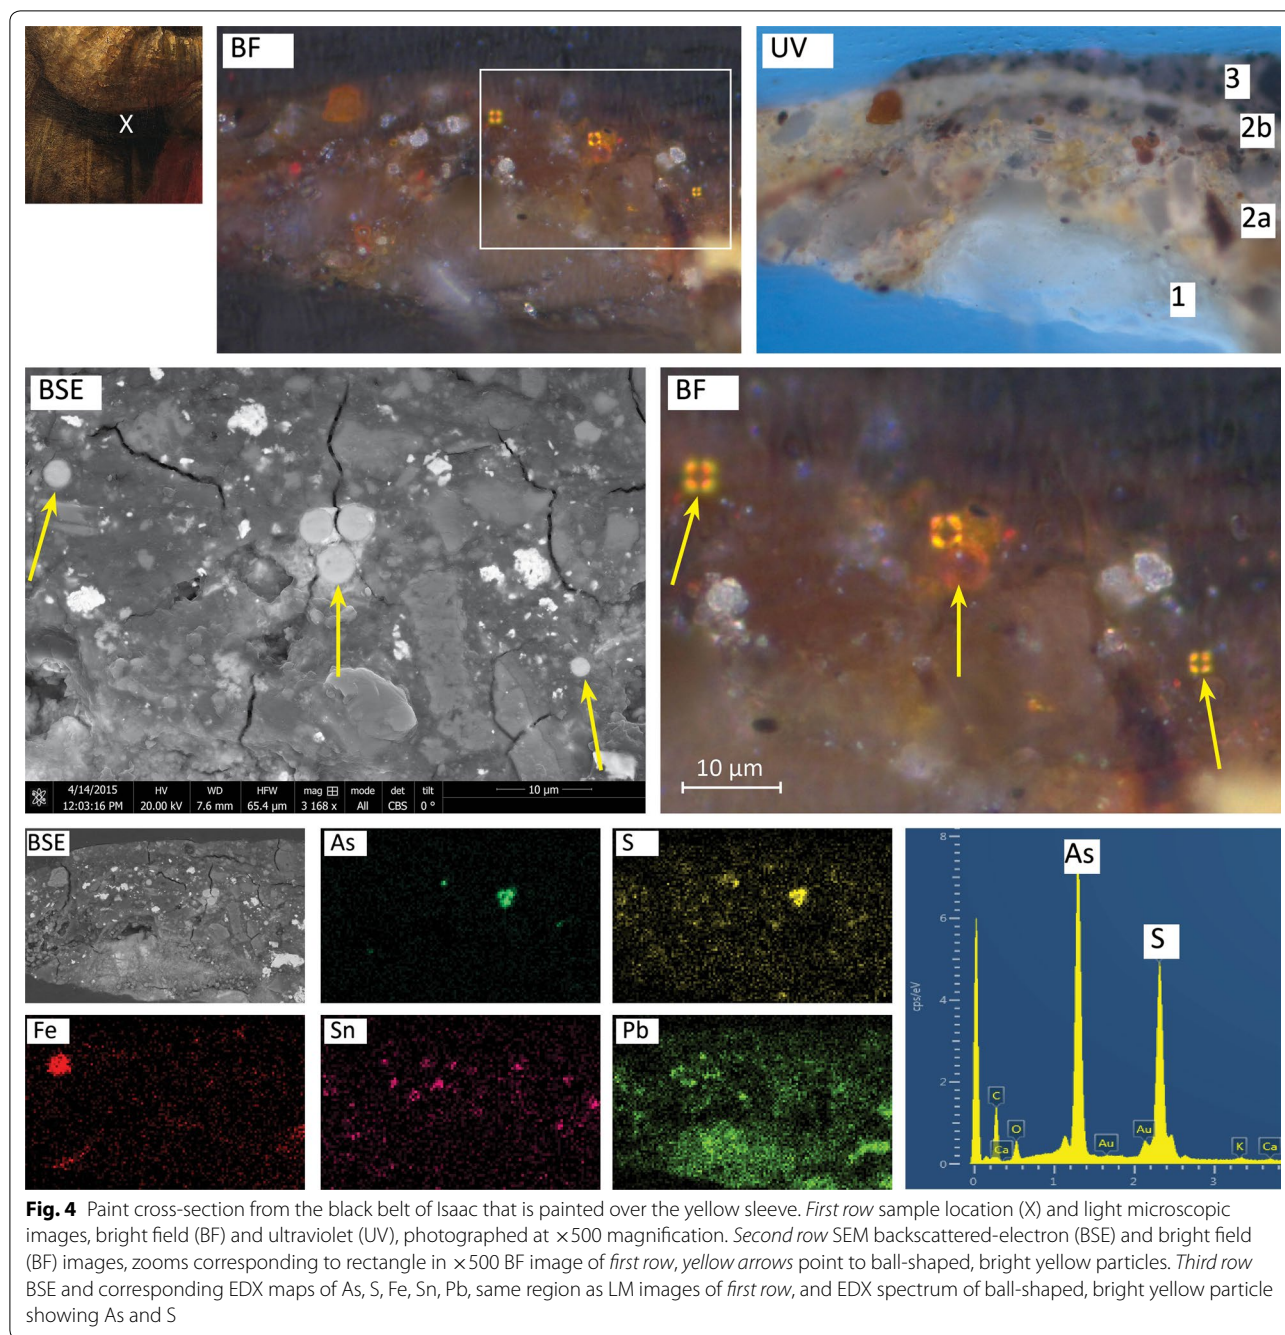 X
BF
UV
3
2b
2a
1
BSE
BF
10 µm
4/14/2015 HV WD HFW mag mode det tilt
12:03:16 PM 20.00 kV 7.6 mm 65.4 µm 3 168 x All CBS 0 °
10 µm
BSE
As
S
Fe
Sn
Pb
As
S
cps/eV
8
6
4
2
0
C
Ca
O
Au
Au
K
Ca
0 1 2 3
Fig. 4 Paint cross-section from the black belt of Isaac that is painted over the yellow sleeve. First row sample location (X) and light microscopic
images, bright field (BF) and ultraviolet (UV), photographed at ×500 magnification. Second row SEM backscattered-electron (BSE) and bright field
(BF) images, zooms corresponding to rectangle in ×500 BF image of first row, yellow arrows point to ball-shaped, bright yellow particles. Third row
BSE and corresponding EDX maps of As, S, Fe, Sn, Pb, same region as LM images of first row, and EDX spectrum of ball-shaped, bright yellow particle
showing As and S